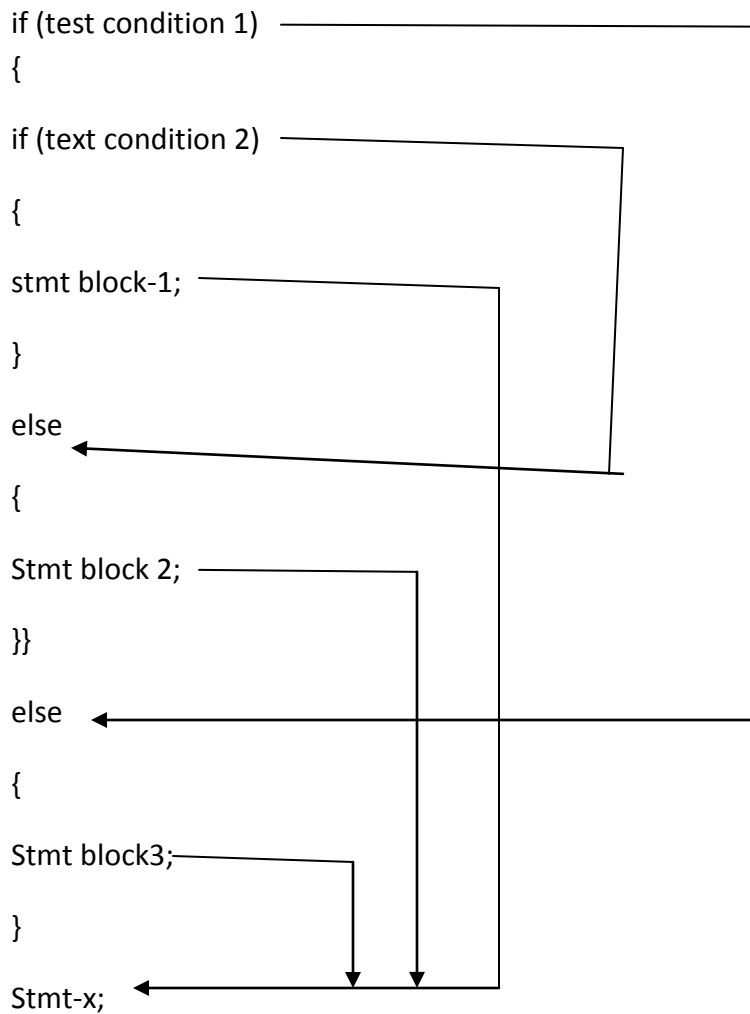 if (test condition 1)
{
if (text condition 2)
{
stmt block-1;
}
else
{
Stmt block 2;
}}
else
{
Stmt block3;
}
Stmt-x;